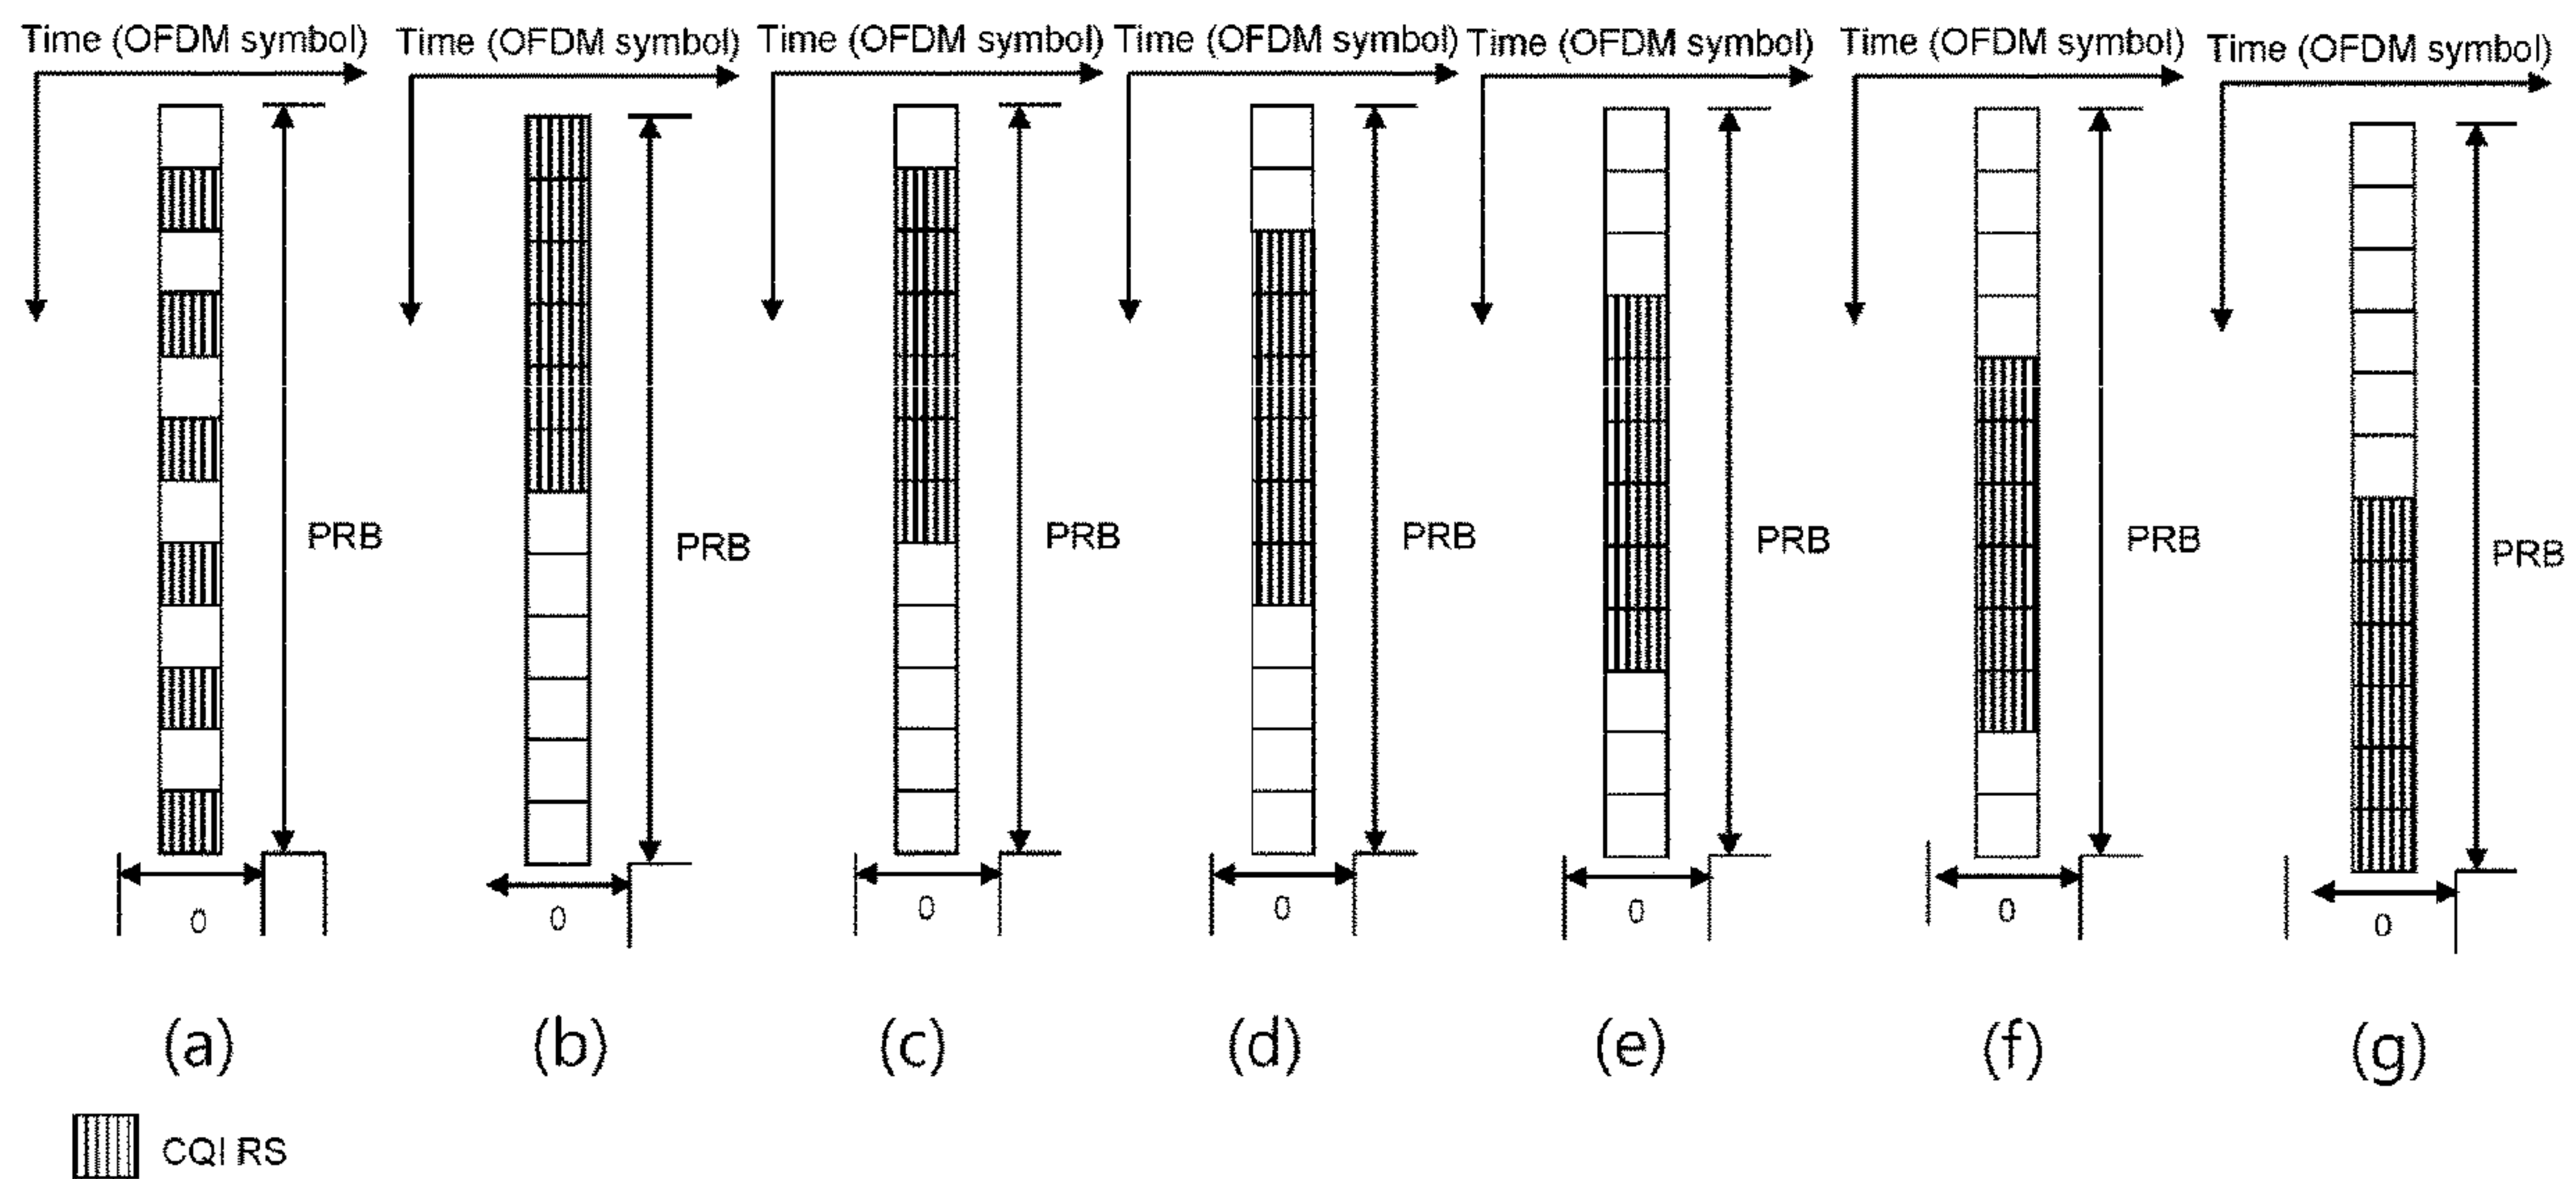 Time (OFDM symbol) Time (OFDM symbol) Time (OFDM symbol) Time (OFDM symbol) Time (OFDM symbol) Time (OFDM symbol) Time (OFDM symbol)
PRB PRB PRB PRB PRB PRB PRB
0 0 0 0 0 0 0
(a) (b) (c) (d) (e) (f) (g)
CQI RS